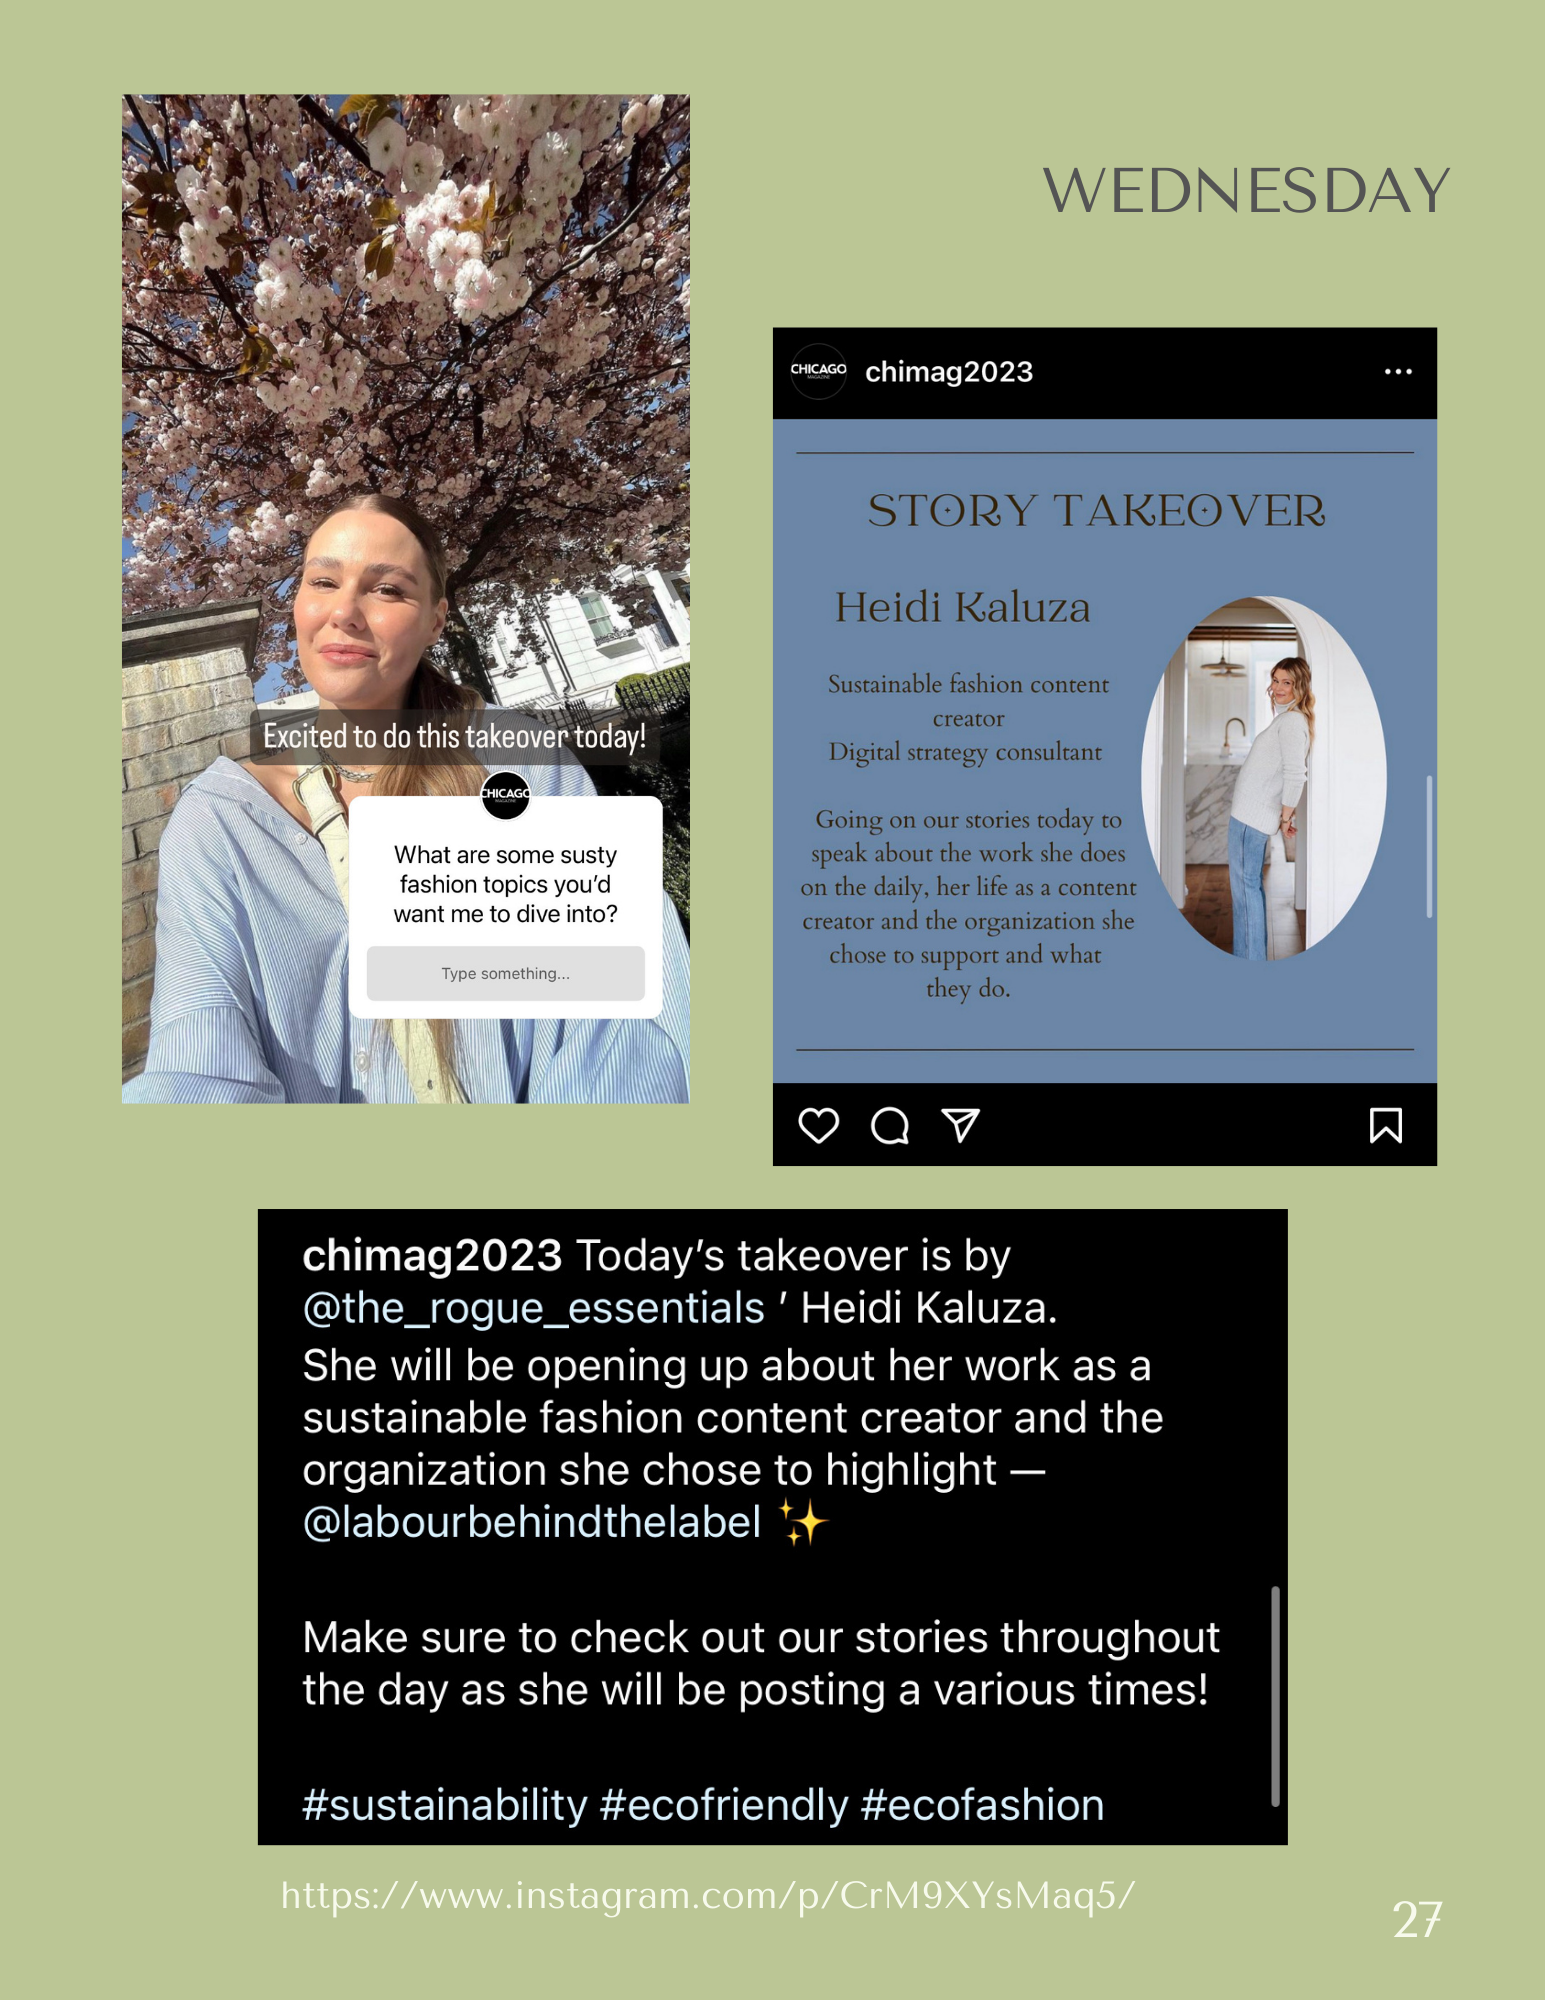 WEDNESDAY
Excited to do this takeover today!
CHICAGO
MAGAZINE
What are some susty
fashion topics you'd
want me to dive into?
Type something...
CHICAGO
MAGAZINE
chimag2023
STORY TAKEOVER
Heidi Kaluza
Sustainable fashion content
creator
Digital strategy consultant
Going on our stories today to
speak about the work she does
on the daily, her life as a content
creator and the organization she
chose to support and what
they do.
chimag2023 Today's takeover is by
@the_rogue_essentials ' Heidi Kaluza.
She will be opening up about her work as a
sustainable fashion content creator and the
organization she chose to highlight —
@labourbehindthelabel ✨
Make sure to check out our stories throughout
the day as she will be posting a various times!
#sustainability #ecofriendly #ecofashion
https://www.instagram.com/p/CrM9XYsMaq5/
27